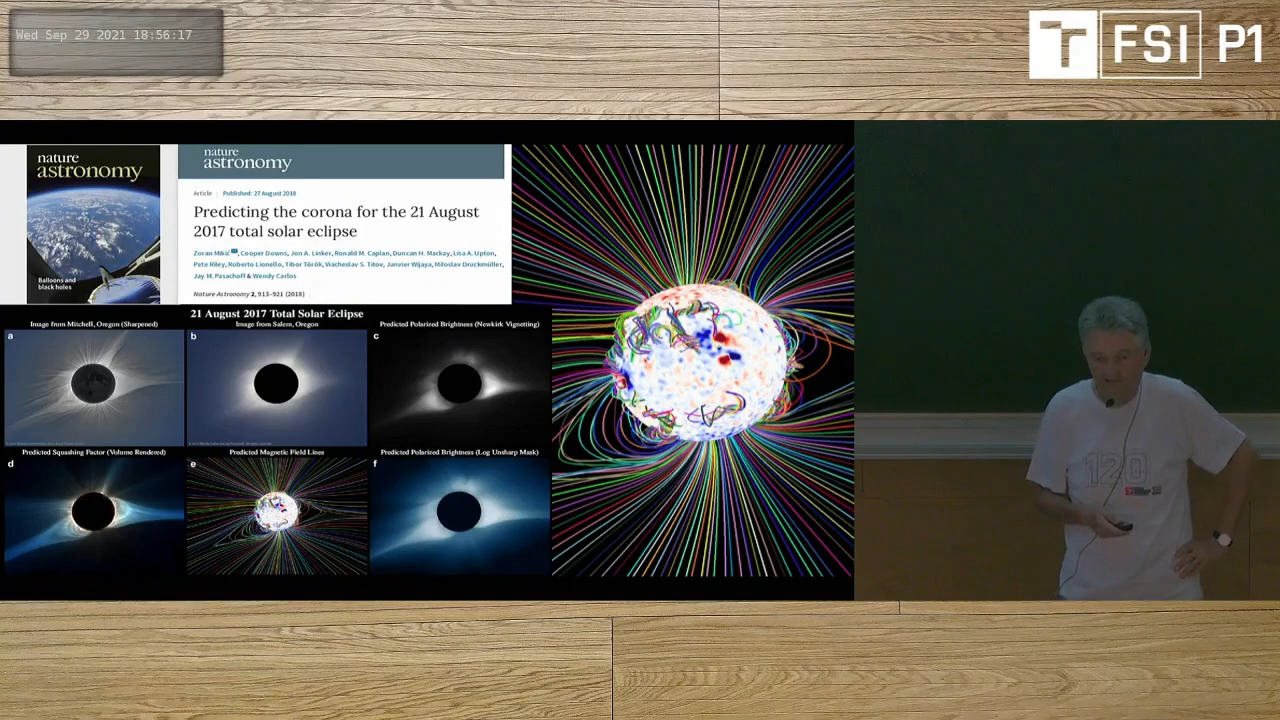 Wed Sep 29 2021 18:56:17
T FSI P1
nature
astronomy
Balloons and
black holes
nature
astronomy
Article | Published: 27 August 2018
Predicting the corona for the 21 August
2017 total solar eclipse
Zoran Mikić, Cooper Downs, Jon A. Linker, Ronald M. Caplan, Duncan H. Mackay, Lisa A. Upton,
Pete Riley, Roberto Lionello, Tibor Török, Viacheslav S. Titov, Janvier Wijaya, Miloslav Druckmüller,
Jay M. Pasachoff & Wendy Carlos
Nature Astronomy 2, 913–921 (2018)
21 August 2017 Total Solar Eclipse
Image from Mitchell, Oregon (Sharpened)
Image from Salem, Oregon
Predicted Polarized Brightness (Newkirk Vignetting)
a
b
c
Predicted Squashing Factor (Volume Rendered)
Predicted Magnetic Field Lines
Predicted Polarized Brightness (Log Unsharp Mask)
d
e
f
120